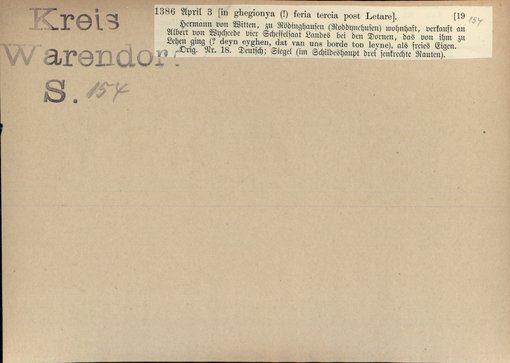 Kreis
Warendorf
S. 154
1386 April 3 [in ghegionya (!) feria tercia post Letare]. [19
154
Hermann von Witten, zu Rödinghausen (Roddynchusen) wohnhaft, verkauft an
Albert von Wychrede vier Scheffelsaat Landes bei den Dornen, das von ihm zu
Lehen ging (? deyn eyghen, dat van uns borde ton leyne), als freies Eigen.
Orig. Nr. 18. Deutsch; Siegel (im Schildeshaupt drei senkrechte Rauten).